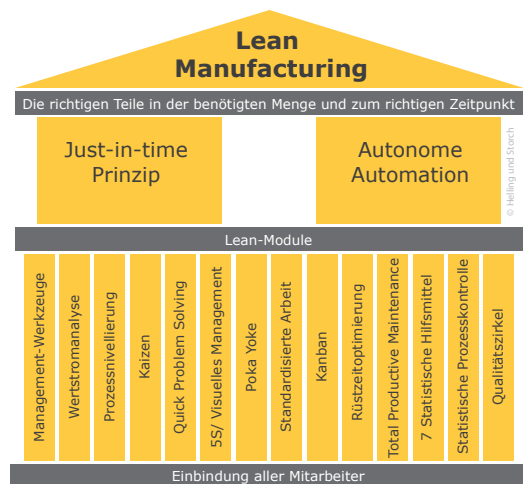 Lean
Manufacturing
Die richtigen Teile in der benötigten Menge und zum richtigen Zeitpunkt
Just-in-time
Prinzip
Autonome
Automation
© Helling und Storch
Lean-Module
Management-Werkzeuge
Wertstromanalyse
Prozessnivellierung
Kaizen
Quick Problem Solving
5S/ Visuelles Management
Poka Yoke
Standardisierte Arbeit
Kanban
Rüstzeitoptimierung
Total Productive Maintenance
7 Statistische Hilfsmittel
Statistische Prozesskontrolle
Qualitätszirkel
Einbindung aller Mitarbeiter